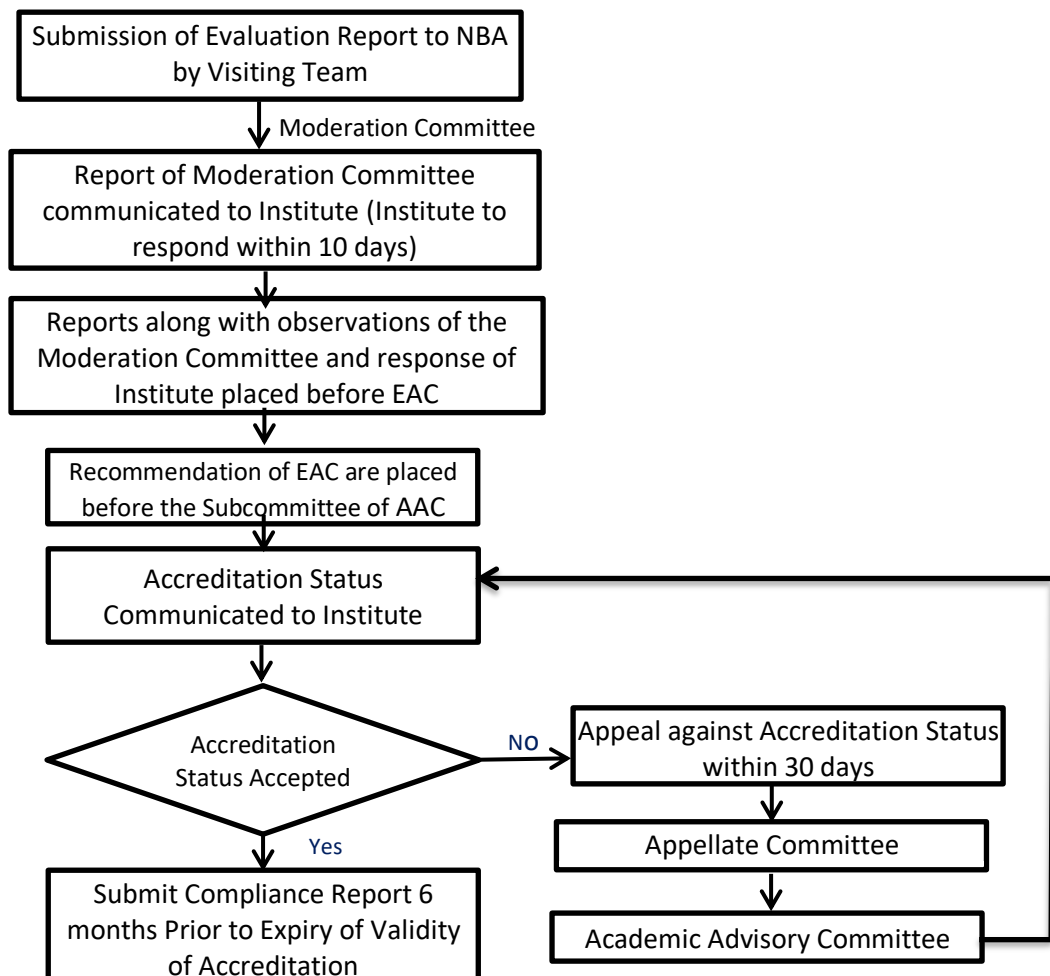 Submission of Evaluation Report to NBA
by Visiting Team
Moderation Committee
Report of Moderation Committee
communicated to Institute (Institute to
respond within 10 days)
Reports along with observations of the
Moderation Committee and response of
Institute placed before EAC
Recommendation of EAC are placed
before the Subcommittee of AAC
Accreditation Status
Communicated to Institute
Accreditation
Status Accepted
No
Appeal against Accreditation Status
within 30 days
Appellate Committee
Academic Advisory Committee
Yes
Submit Compliance Report 6
months Prior to Expiry of Validity
of Accreditation